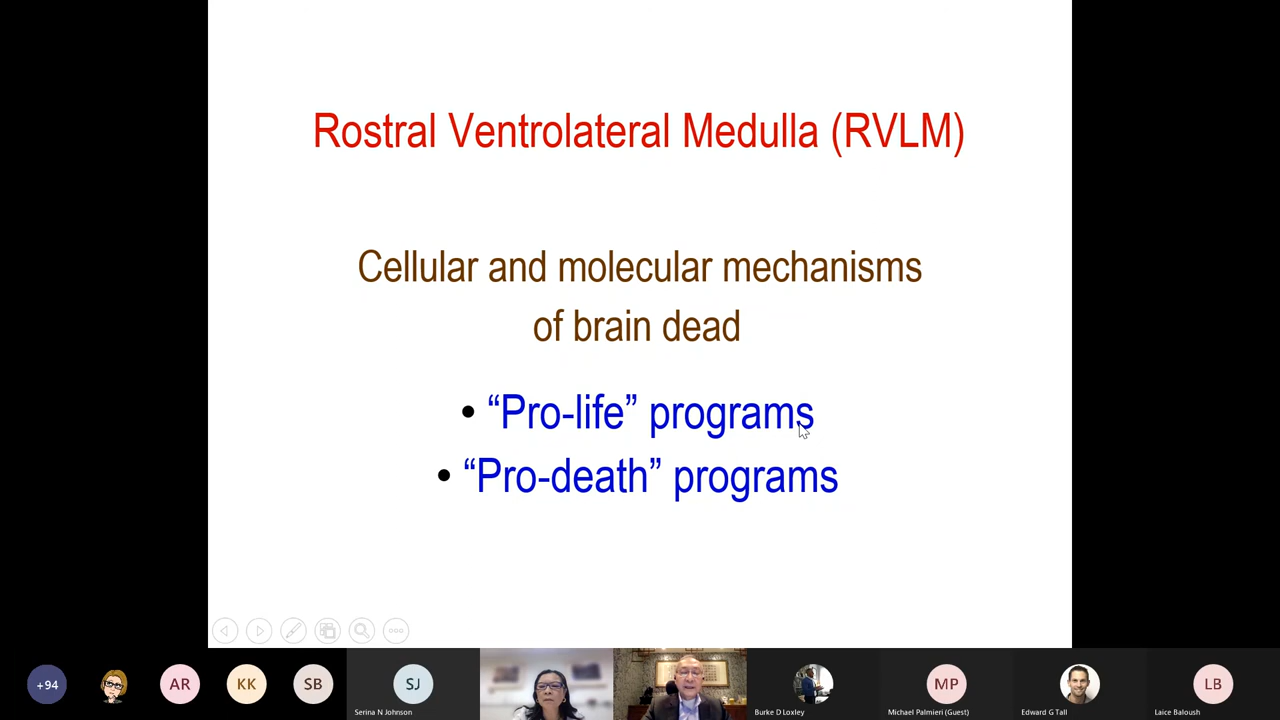 Rostral Ventrolateral Medulla (RVLM)
Cellular and molecular mechanisms
of brain dead
• “Pro-life” programs
• “Pro-death” programs
+94
AR
KK
SB
SJ
Serina N Johnson
Burke D Loxley
MP
Michael Palmieri (Guest)
Edward G Tall
LB
Laice Baloush